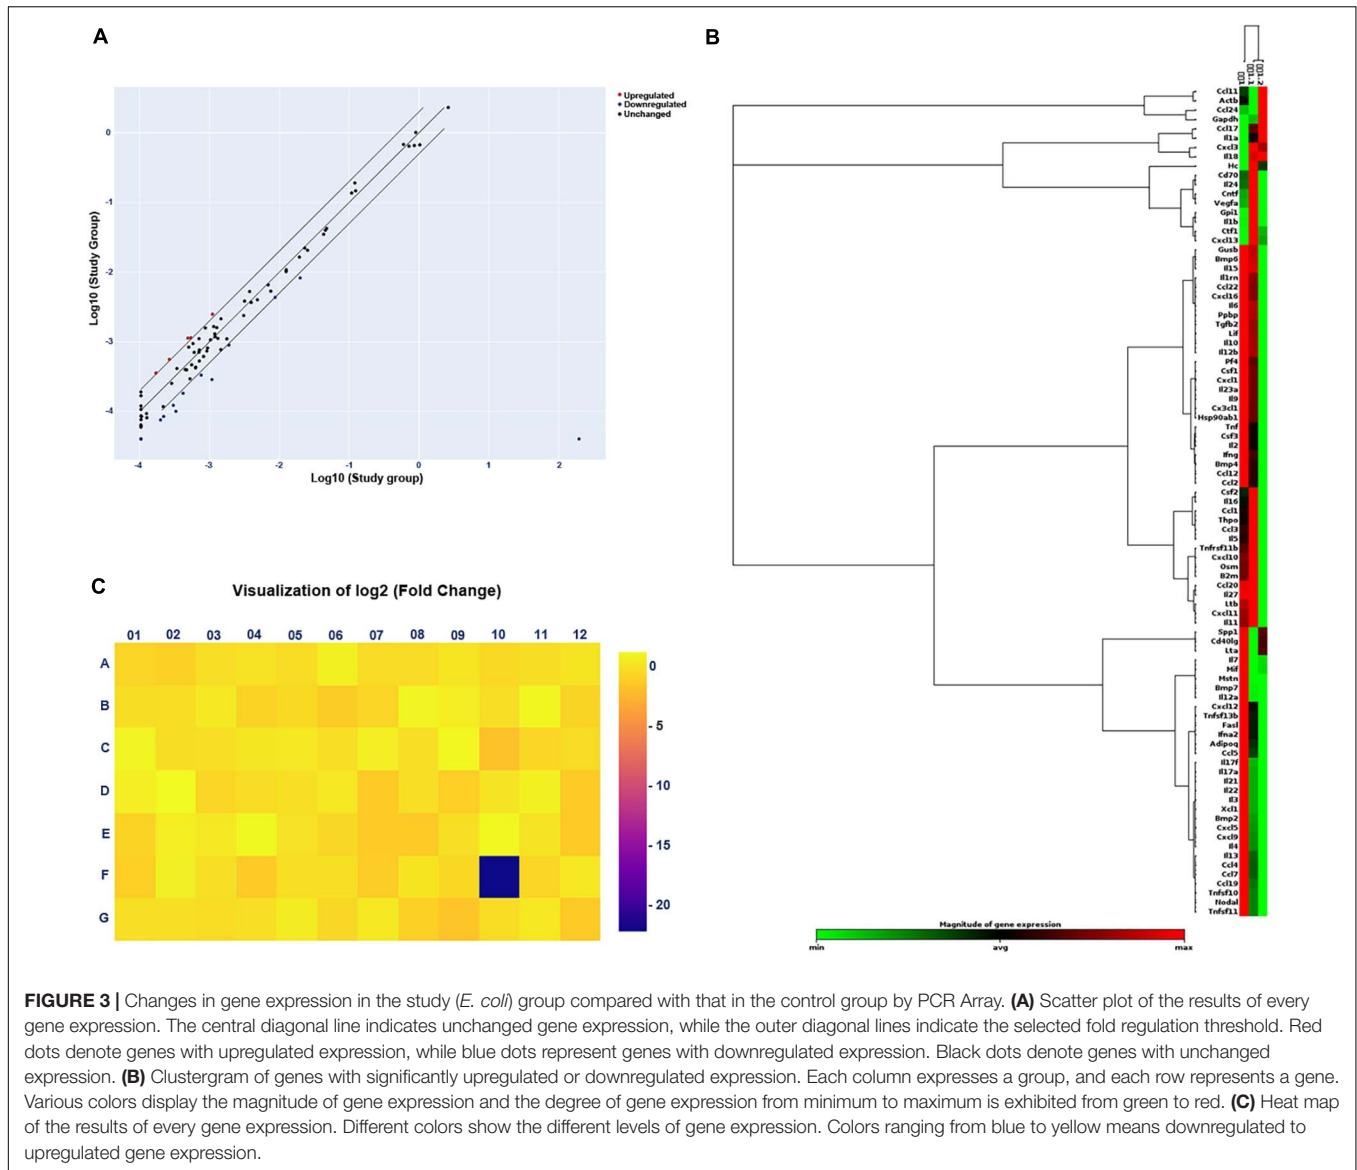 A
Upregulated
Downregulated
Unchanged
0
-1
-2
-3
-4
Log10 (Study Group)
-4 -3 -2 -1 0 1 2
Log10 (Study group)
B
Ccl11
Actb
Ccl24
Gapdh
Ccl17
Il1a
Cxcl3
Il18
Hc
Cd70
Il24
Cntf
Vegfa
Gpi1
Il1b
Ctf1
Cxcl13
Gusb
Bmp6
Il15
Il1rn
Ccl22
Cxcl16
Il6
Ppbp
Tgfb2
Lif
Il10
Il12b
Pf4
Csf1
Cxcl1
Il23a
Il9
Cx3cl1
Hsp90ab1
Tnf
Csf3
Il2
Ifng
Bmp4
Ccl12
Ccl2
Csf2
Il16
Ccl1
Thpo
Ccl3
Il5
Tnfrsf11b
Cxcl10
Osm
B2m
Ccl20
Il27
Ltb
Cxcl11
Il11
Spp1
Cd40lg
Lta
Il7
Mif
Mstn
Bmp7
Il12a
Cxcl12
Tnfsf13b
Fasl
Ifna2
Adipoq
Ccl5
Il17f
Il17a
Il21
Il22
Il3
Xcl1
Bmp2
Cxcl5
Cxcl9
Il4
Il13
Ccl4
Ccl7
Ccl19
Tnfsf10
Nodal
Tnfsf11
Magnitude of gene expression
min avg max
C
Visualization of log2 (Fold Change)
01 02 03 04 05 06 07 08 09 10 11 12
A
B
C
D
E
F
G
0
- 5
- 10
- 15
- 20
FIGURE 3 | Changes in gene expression in the study (E. coli) group compared with that in the control group by PCR Array. (A) Scatter plot of the results of every
gene expression. The central diagonal line indicates unchanged gene expression, while the outer diagonal lines indicate the selected fold regulation threshold. Red
dots denote genes with upregulated expression, while blue dots represent genes with downregulated expression. Black dots denote genes with unchanged
expression. (B) Clustergram of genes with significantly upregulated or downregulated expression. Each column expresses a group, and each row represents a gene.
Various colors display the magnitude of gene expression and the degree of gene expression from minimum to maximum is exhibited from green to red. (C) Heat map
of the results of every gene expression. Different colors show the different levels of gene expression. Colors ranging from blue to yellow means downregulated to
upregulated gene expression.